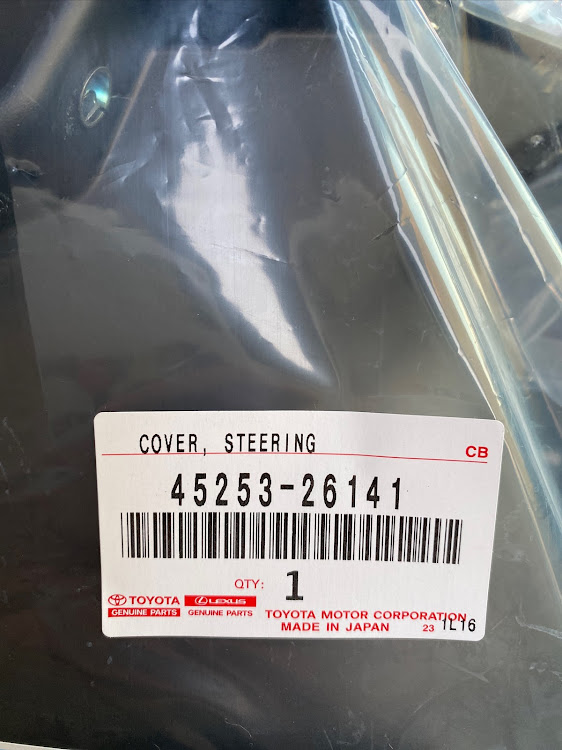 COVER, STEERING
CB
45253-26141
QTY: 1
TOYOTA LEXUS
GENUINE PARTS GENUINE PARTS
TOYOTA MOTOR CORPORATION
MADE IN JAPAN 23 1L16